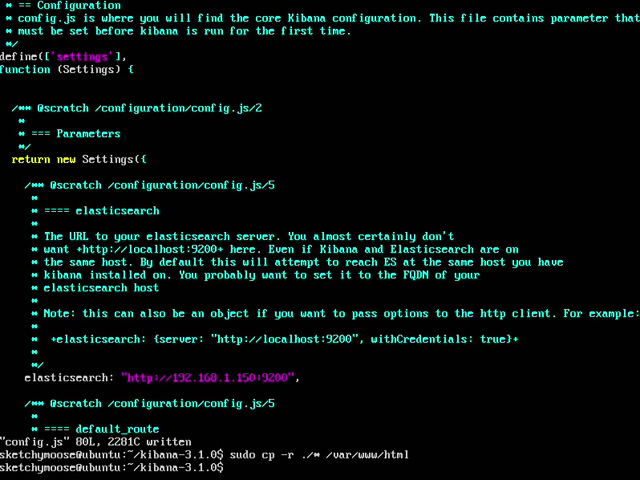 * == Configuration
* config.js is where you will find the core Kibana configuration. This file contains parameter that
* must be set before kibana is run for the first time.
*/
define(['settings'],
function (Settings) {
/** @scratch /configuration/config.js/2
*
* === Parameters
*/
return new Settings({
/** @scratch /configuration/config.js/5
*
* ==== elasticsearch
*
* The URL to your elasticsearch server. You almost certainly don't
* want +http://localhost:9200+ here. Even if Kibana and Elasticsearch are on
* the same host. By default this will attempt to reach ES at the same host you have
* kibana installed on. You probably want to set it to the FQDN of your
* elasticsearch host
*
* Note: this can also be an object if you want to pass options to the http client. For example:
*
* +elasticsearch: {server: "http://localhost:9200", withCredentials: true}+
*
*/
elasticsearch: "http://192.168.1.150:9200",
/** @scratch /configuration/config.js/5
*
* ==== default_route
"config.js" 80L, 2281C written
sketchymoose@ubuntu:~/kibana-3.1.0$ sudo cp -r ./* /var/www/html
sketchymoose@ubuntu:~/kibana-3.1.0$